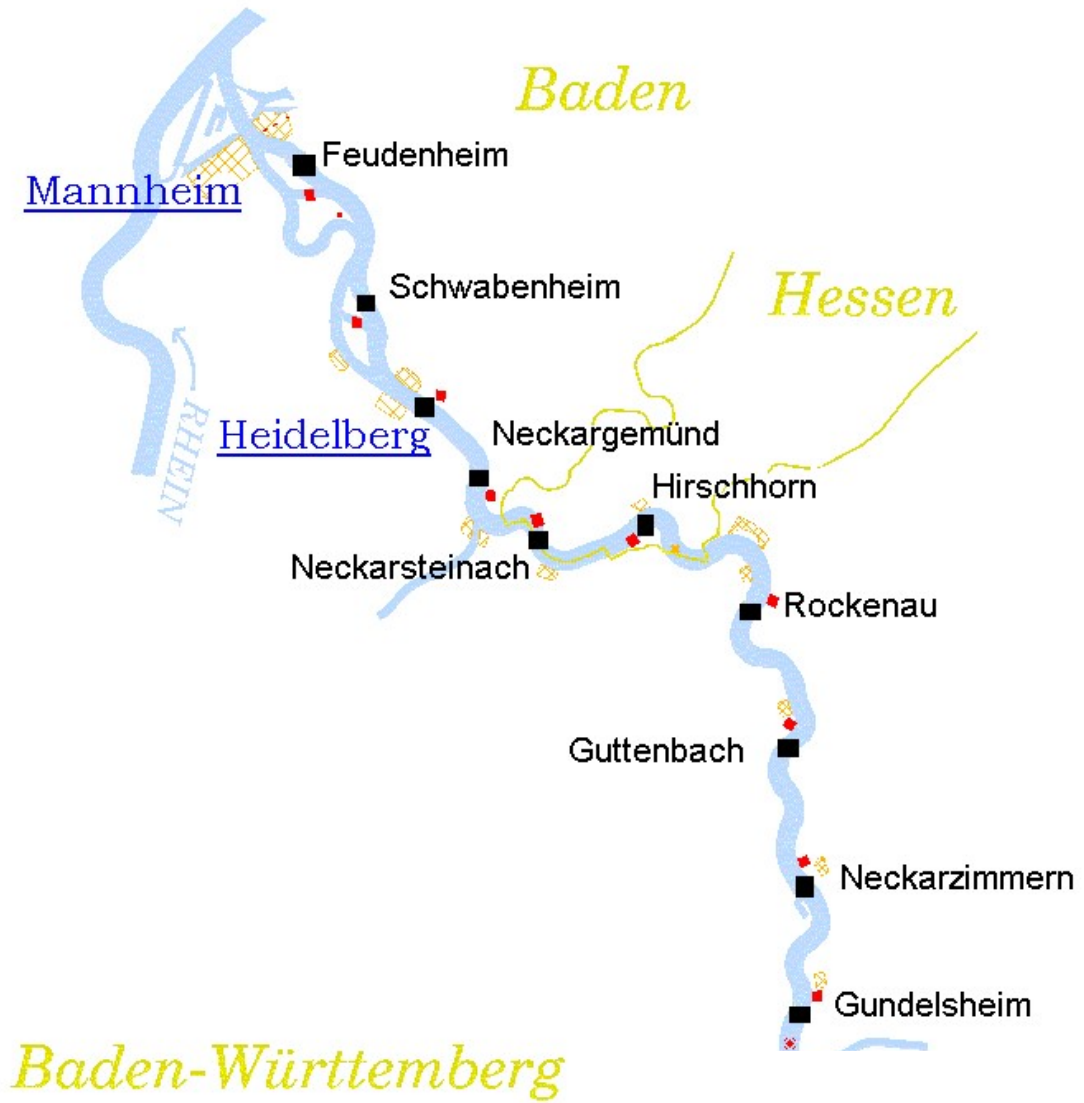 Baden
Feudenheim
Mannheim
Schwabenheim
Hessen
RHEIN
Heidelberg
Neckargemünd
Hirschhorn
Neckarsteinach
Rockenau
Guttenbach
Neckarzimmern
Gundelsheim
Baden-Württemberg